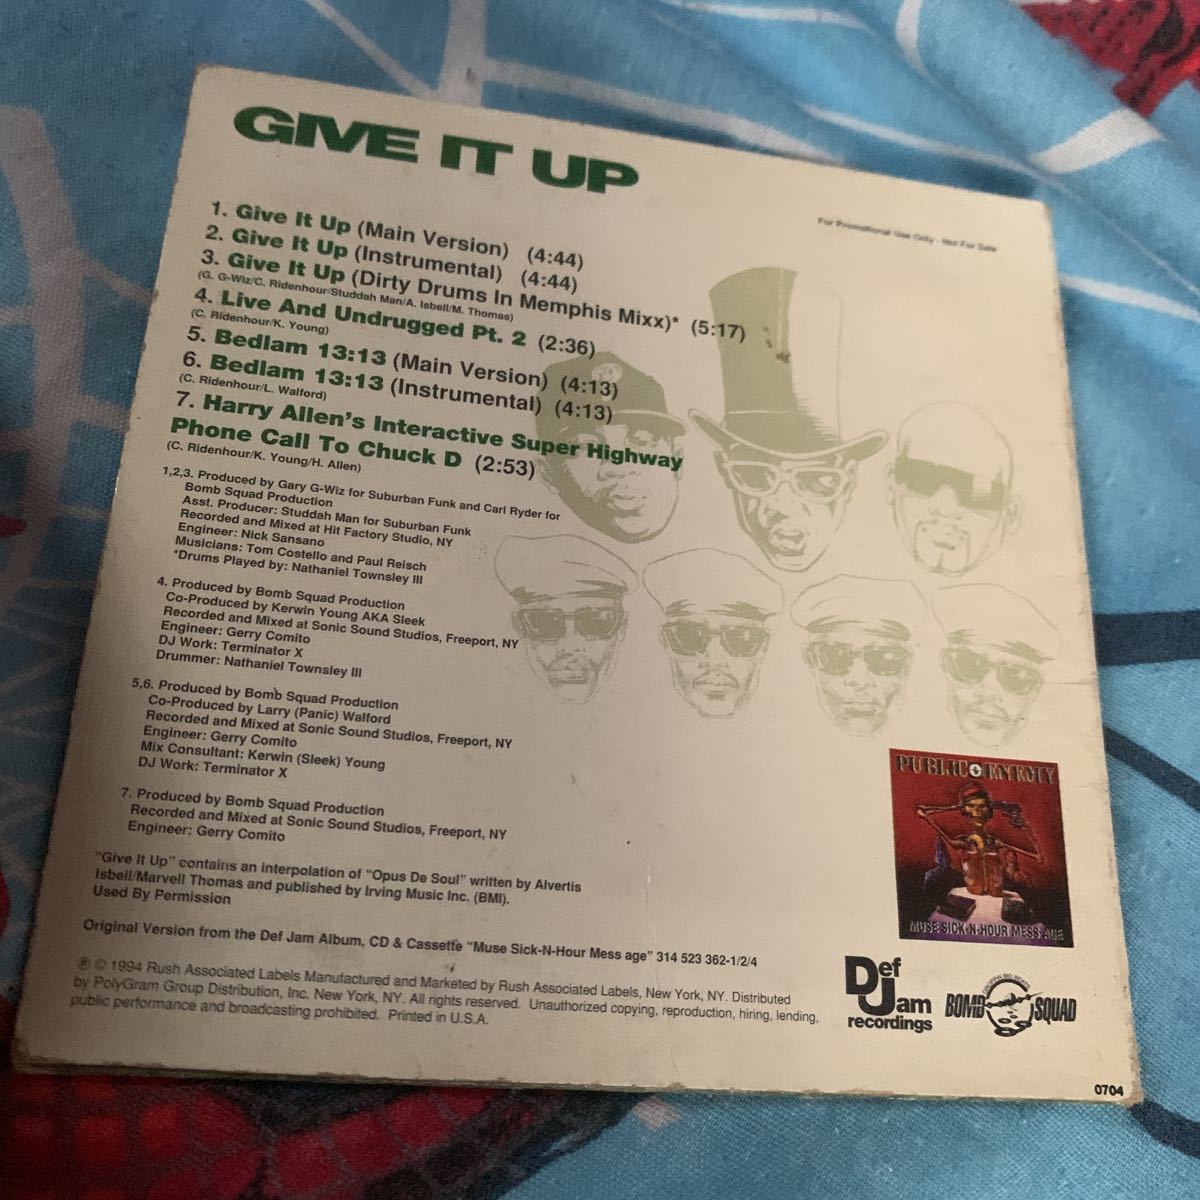 GIVE IT UP
For Promotional Use Only - Not For Sale
1. Give It Up (Main Version) (4:44)
2. Give It Up (Instrumental) (4:44)
3. Give It Up (Dirty Drums In Memphis Mixx)* (5:17)
(G. G-Wiz/C. Ridenhour/Studdah Man/A. Isbell/M. Thomas)
4. Live And Undrugged Pt. 2 (2:36)
(C. Ridenhour/K. Young)
5. Bedlam 13:13 (Main Version) (4:13)
6. Bedlam 13:13 (Instrumental) (4:13)
(C. Ridenhour/L. Walford)
7. Harry Allen's Interactive Super Highway
Phone Call To Chuck D (2:53)
(C. Ridenhour/K. Young/H. Allen)
1,2,3. Produced by Gary G-Wiz for Suburban Funk and Carl Ryder for
Bomb Squad Production
Asst. Producer: Studdah Man for Suburban Funk
Recorded and Mixed at Hit Factory Studio, NY
Engineer: Nick Sansano
Musicians: Tom Costello and Paul Reisch
*Drums Played by: Nathaniel Townsley III
4. Produced by Bomb Squad Production
Co-Produced by Kerwin Young AKA Sleek
Recorded and Mixed at Sonic Sound Studios, Freeport, NY
Engineer: Gerry Comito
DJ Work: Terminator X
Drummer: Nathaniel Townsley III
5,6. Produced by Bomb Squad Production
Co-Produced by Larry (Panic) Walford
Recorded and Mixed at Sonic Sound Studios, Freeport, NY
Engineer: Gerry Comito
Mix Consultant: Kerwin (Sleek) Young
DJ Work: Terminator X
7. Produced by Bomb Squad Production
Recorded and Mixed at Sonic Sound Studios, Freeport, NY
Engineer: Gerry Comito
"Give It Up" contains an interpolation of "Opus De Soul" written by Alvertis
Isbell/Marvell Thomas and published by Irving Music Inc. (BMI).
Used By Permission
Original Version from the Def Jam Album, CD & Cassette "Muse Sick-N-Hour Mess age" 314 523 362-1/2/4
℗ © 1994 Rush Associated Labels Manufactured and Marketed by Rush Associated Labels, New York, NY. Distributed
by PolyGram Group Distribution, Inc. New York, NY. All rights reserved. Unauthorized copying, reproduction, hiring, lending,
public performance and broadcasting prohibited. Printed in U.S.A.
PUBLIC ENEMY
MUSE SICK-N-HOUR MESS AGE
Def
Jam
recordings
BOMB SQUAD
0704